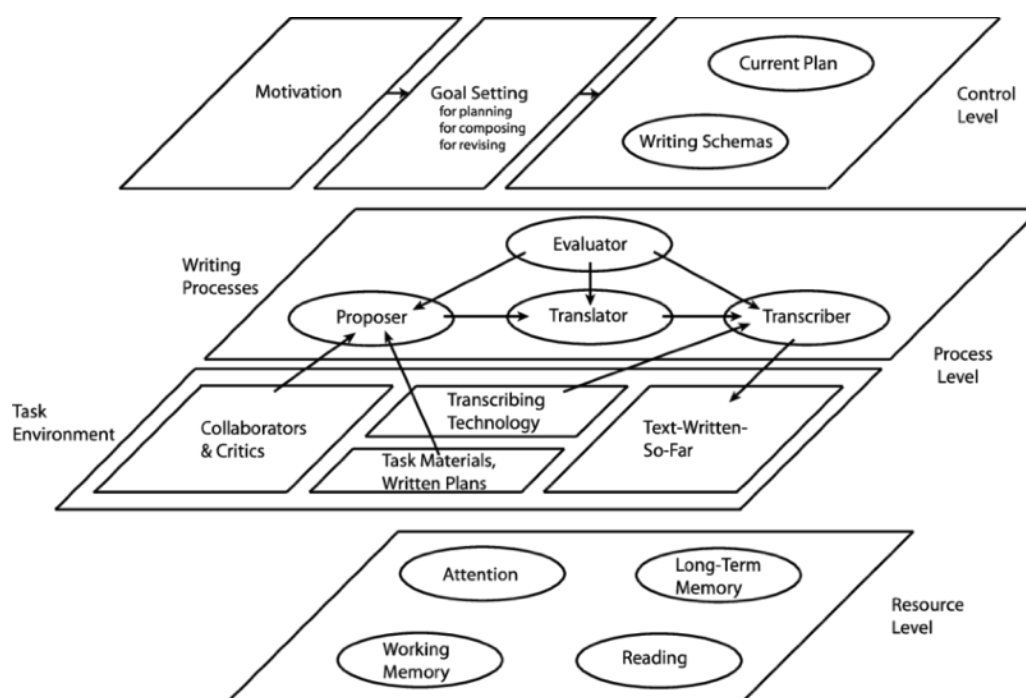 Motivation
Goal Setting
for planning
for composing
for revising
Current Plan
Writing Schemas
Control
Level
Writing
Processes
Evaluator
Proposer
Translator
Transcriber
Process
Level
Task
Environment
Collaborators
& Critics
Transcribing
Technology
Task Materials,
Written Plans
Text-Written-
So-Far
Attention
Long-Term
Memory
Working
Memory
Reading
Resource
Level